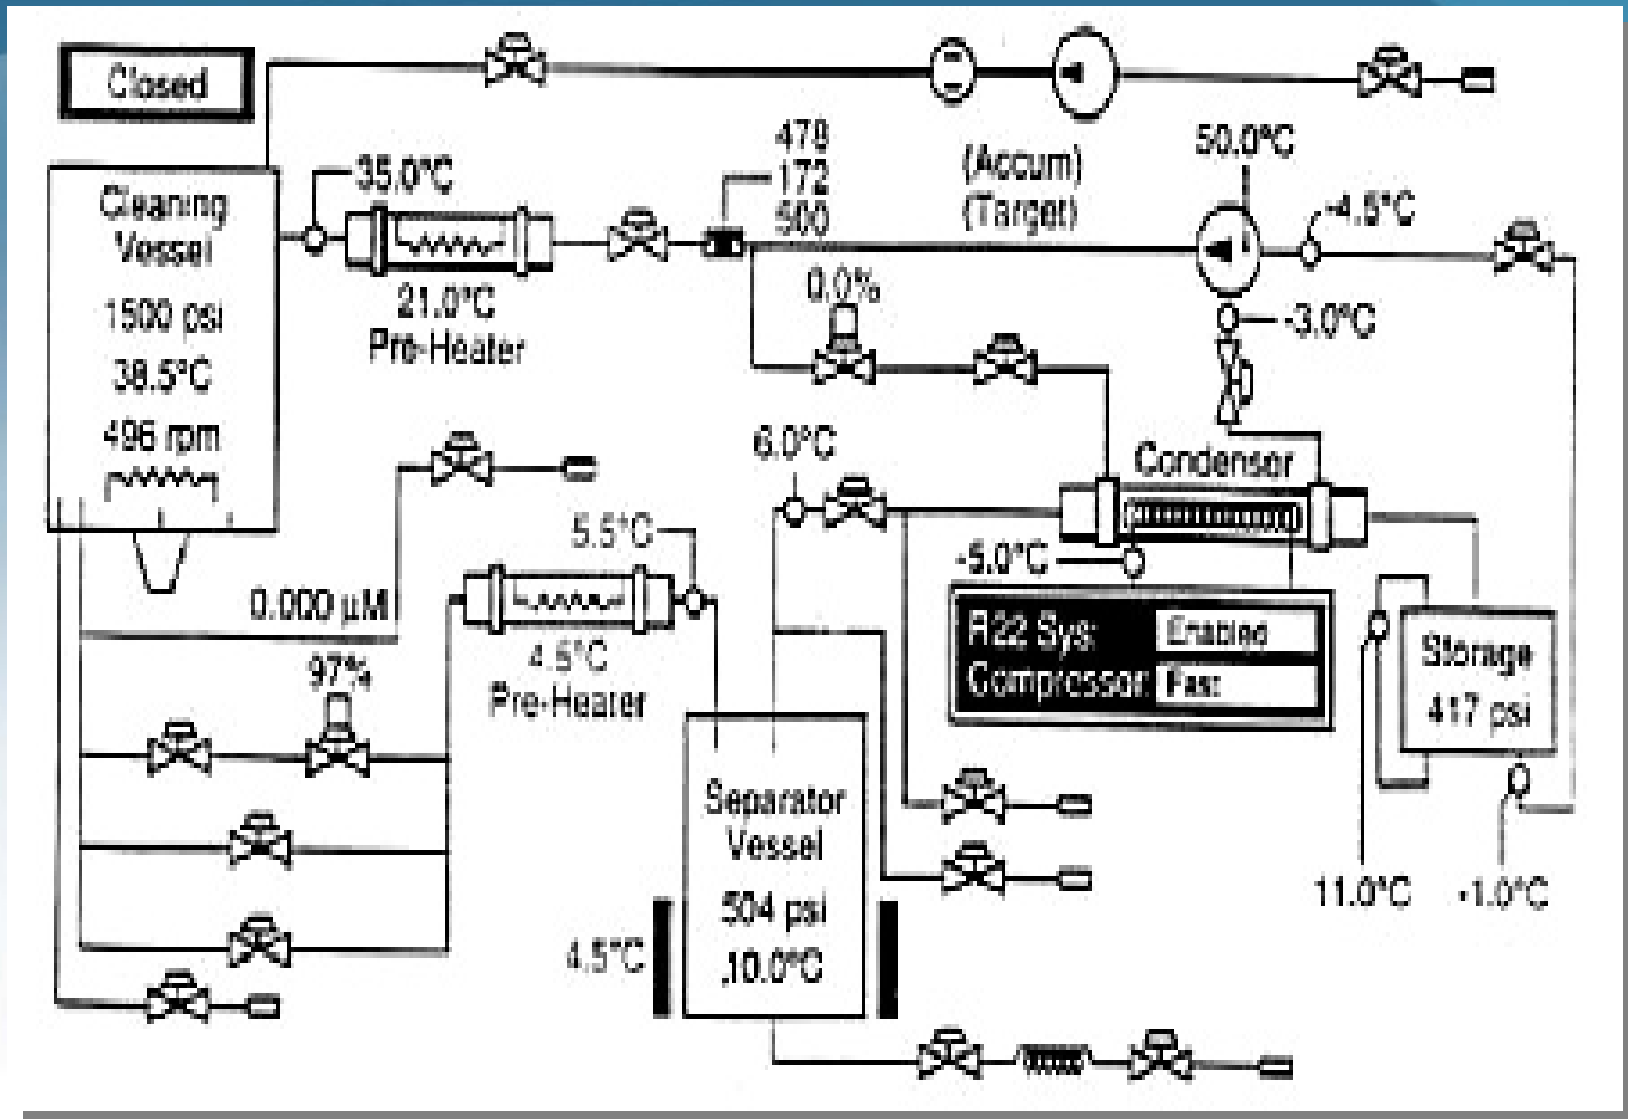 Closed
Cleaning
Vessel
1500 psi
38.5°C
496 rpm
35.0°C
21.0°C
Pre-Heater
478
172
500
(Accum)
(Target)
50.0°C
-4.5°C
-3.0°C
0.0%
6.0°C
Condenser
-5.0°C
R22 Sys: Enabled
Compressor: Fast
Storage
417 psi
11.0°C
5.5°C
4.5°C
Pre-Heater
0.000 µM
97%
Separator
Vessel
504 psi
10.0°C
4.5°C